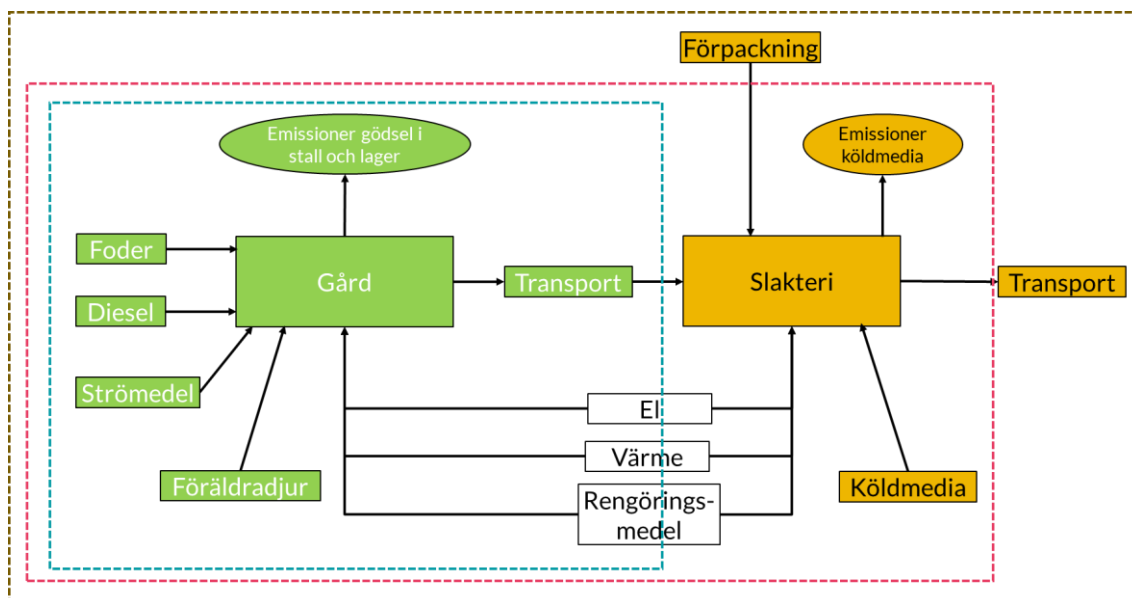 Förpackning
Emissioner gödsel i
stall och lager
Emissioner
köldmedia
Foder
Gård
Slakteri
Transport
Transport
Diesel
Strömedel
El
Värme
Föräldradjur
Rengörings-
medel
Köldmedia